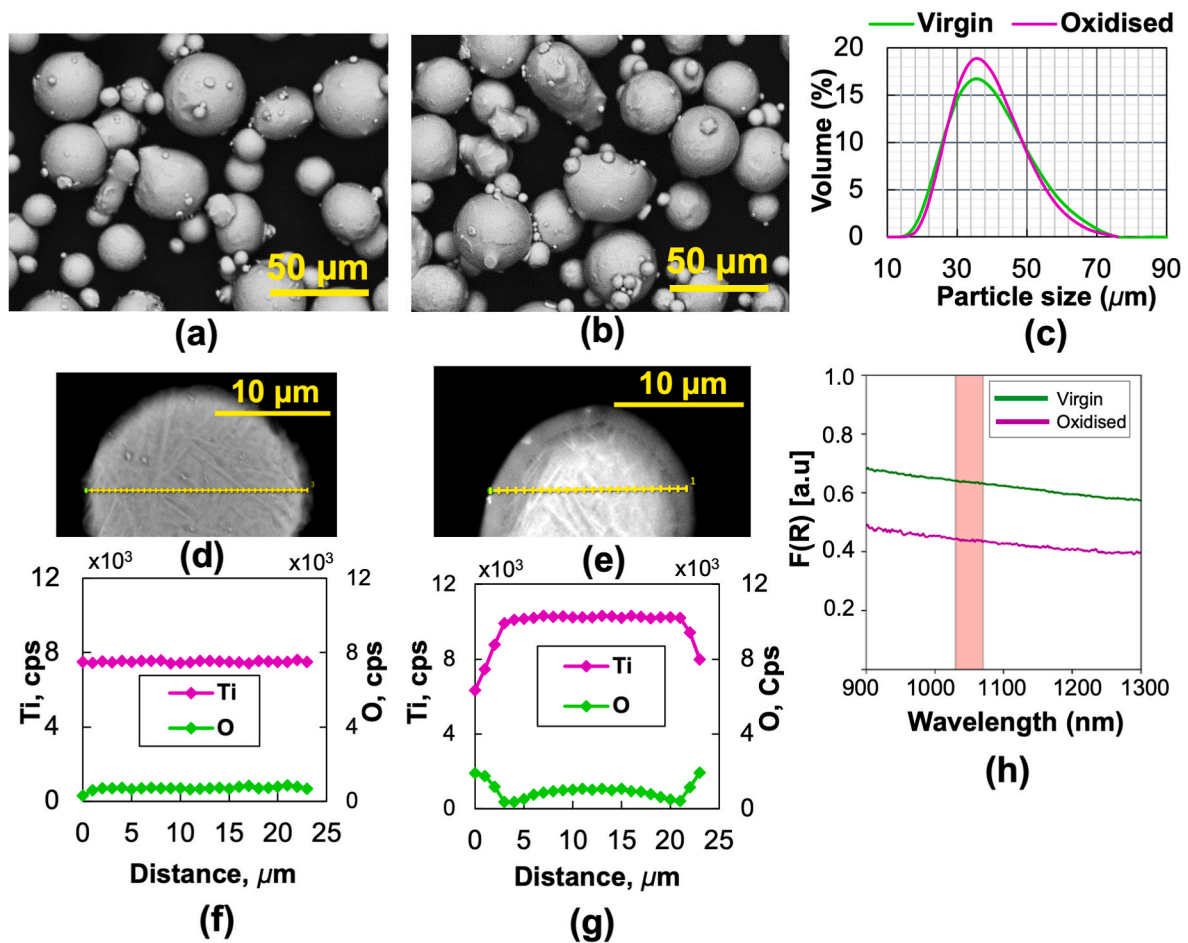 Virgin Oxidised
50 µm
(a)
50 µm
(b)
Volume (%)
20
15
10
5
0
10 30 50 70 90
Particle size (µm)
(c)
10 µm
3
(d)
10 µm
1
(e)
x10³ x10³
12 12
8 8
4 4
0 0
Ti, cps
O, cps
Ti
O
0 5 10 15 20 25
Distance, µm
(f)
x10³ x10³
12 12
8 8
4 4
0 0
Ti, cps
O, Cps
Ti
O
0 5 10 15 20 25
Distance, µm
(g)
F(R) [a.u]
1.0
0.8
0.6
0.4
0.2
Virgin
Oxidised
900 1000 1100 1200 1300
Wavelength (nm)
(h)